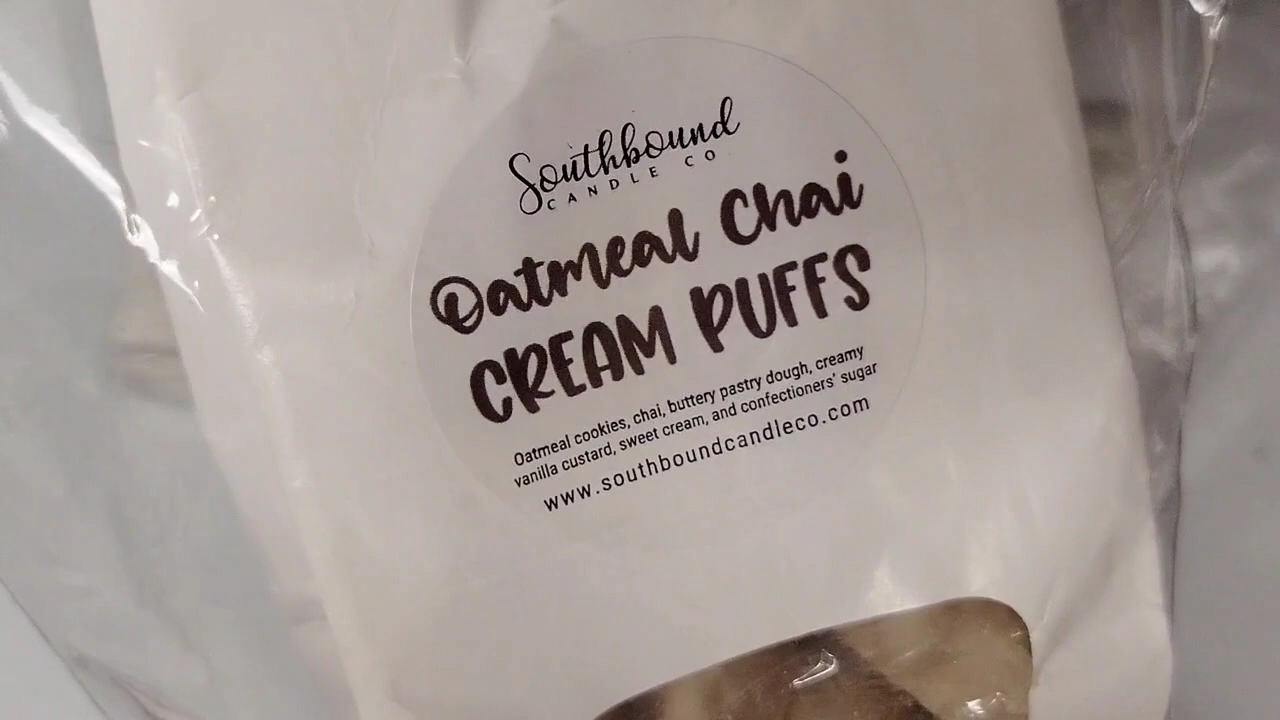 Southbound
CANDLE CO
Oatmeal Chai
CREAM PUFFS
Oatmeal cookies, chai, buttery pastry dough, creamy
vanilla custard, sweet cream, and confectioners' sugar
www.southboundcandleco.com